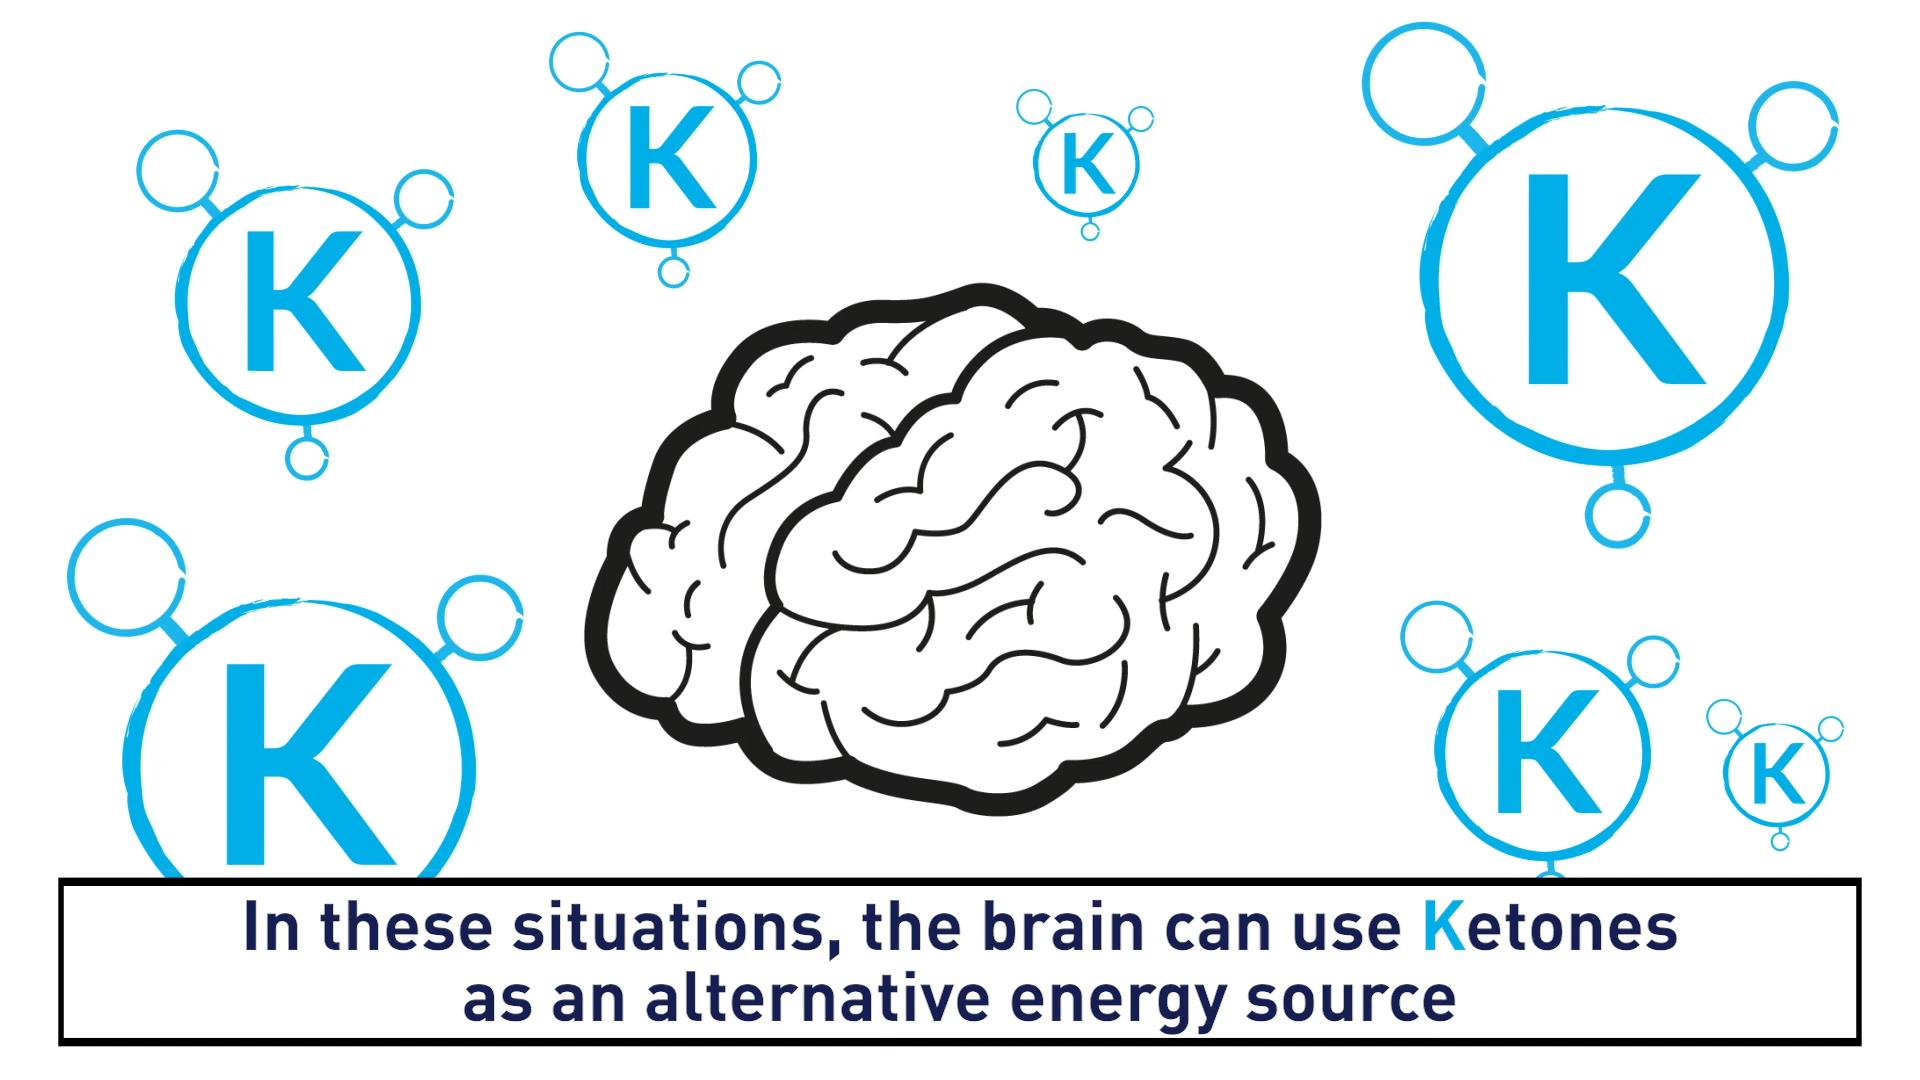 K
K
K
K
K
K
K
In these situations, the brain can use Ketones
as an alternative energy source